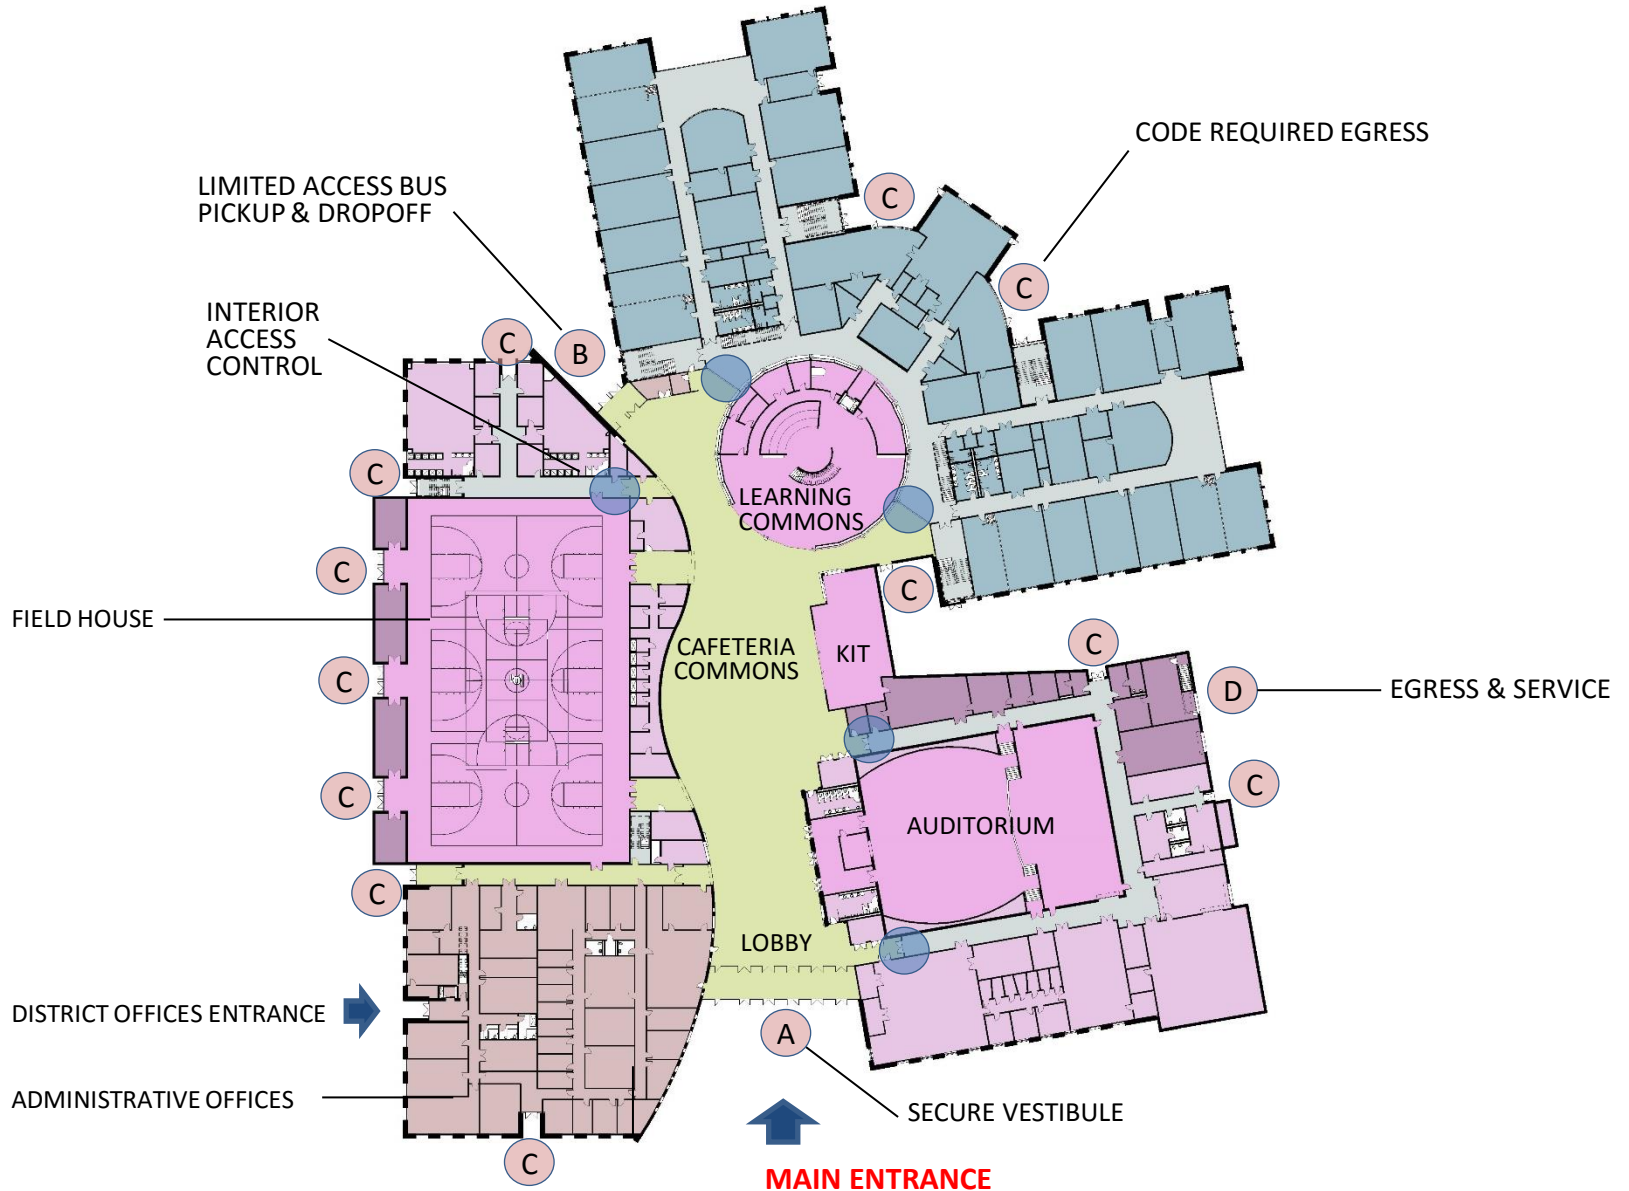 CODE REQUIRED EGRESS
LIMITED ACCESS BUS
PICKUP & DROPOFF
C
C
INTERIOR
ACCESS
CONTROL
C
B
C
LEARNING
COMMONS
C
C
FIELD HOUSE
CAFETERIA
COMMONS
KIT
C
C
D
EGRESS & SERVICE
C
C
AUDITORIUM
C
LOBBY
DISTRICT OFFICES ENTRANCE
A
ADMINISTRATIVE OFFICES
SECURE VESTIBULE
C
MAIN ENTRANCE